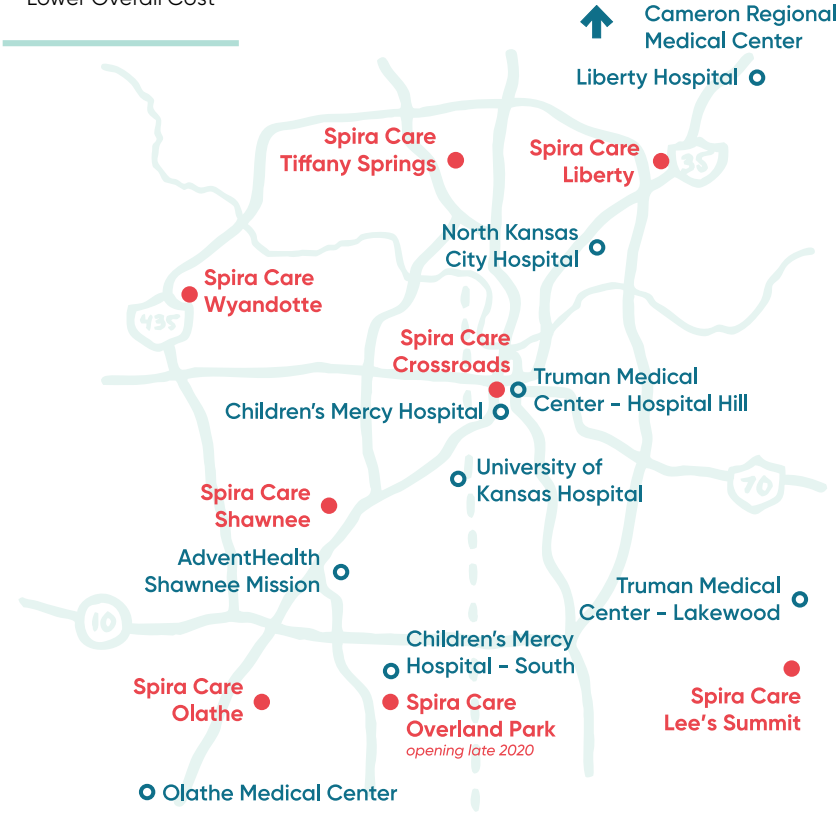 Lower Overall Cost
Cameron Regional
Medical Center
Liberty Hospital
Spira Care
Tiffany Springs
Spira Care
Liberty
35
North Kansas
City Hospital
Spira Care
Wyandotte
435
Spira Care
Crossroads
Truman Medical
Center - Hospital Hill
Children's Mercy Hospital
University of
Kansas Hospital
70
Spira Care
Shawnee
AdventHealth
Shawnee Mission
Truman Medical
Center - Lakewood
10
Children's Mercy
Hospital - South
Spira Care
Olathe
Spira Care
Overland Park
opening late 2020
Spira Care
Lee's Summit
Olathe Medical Center